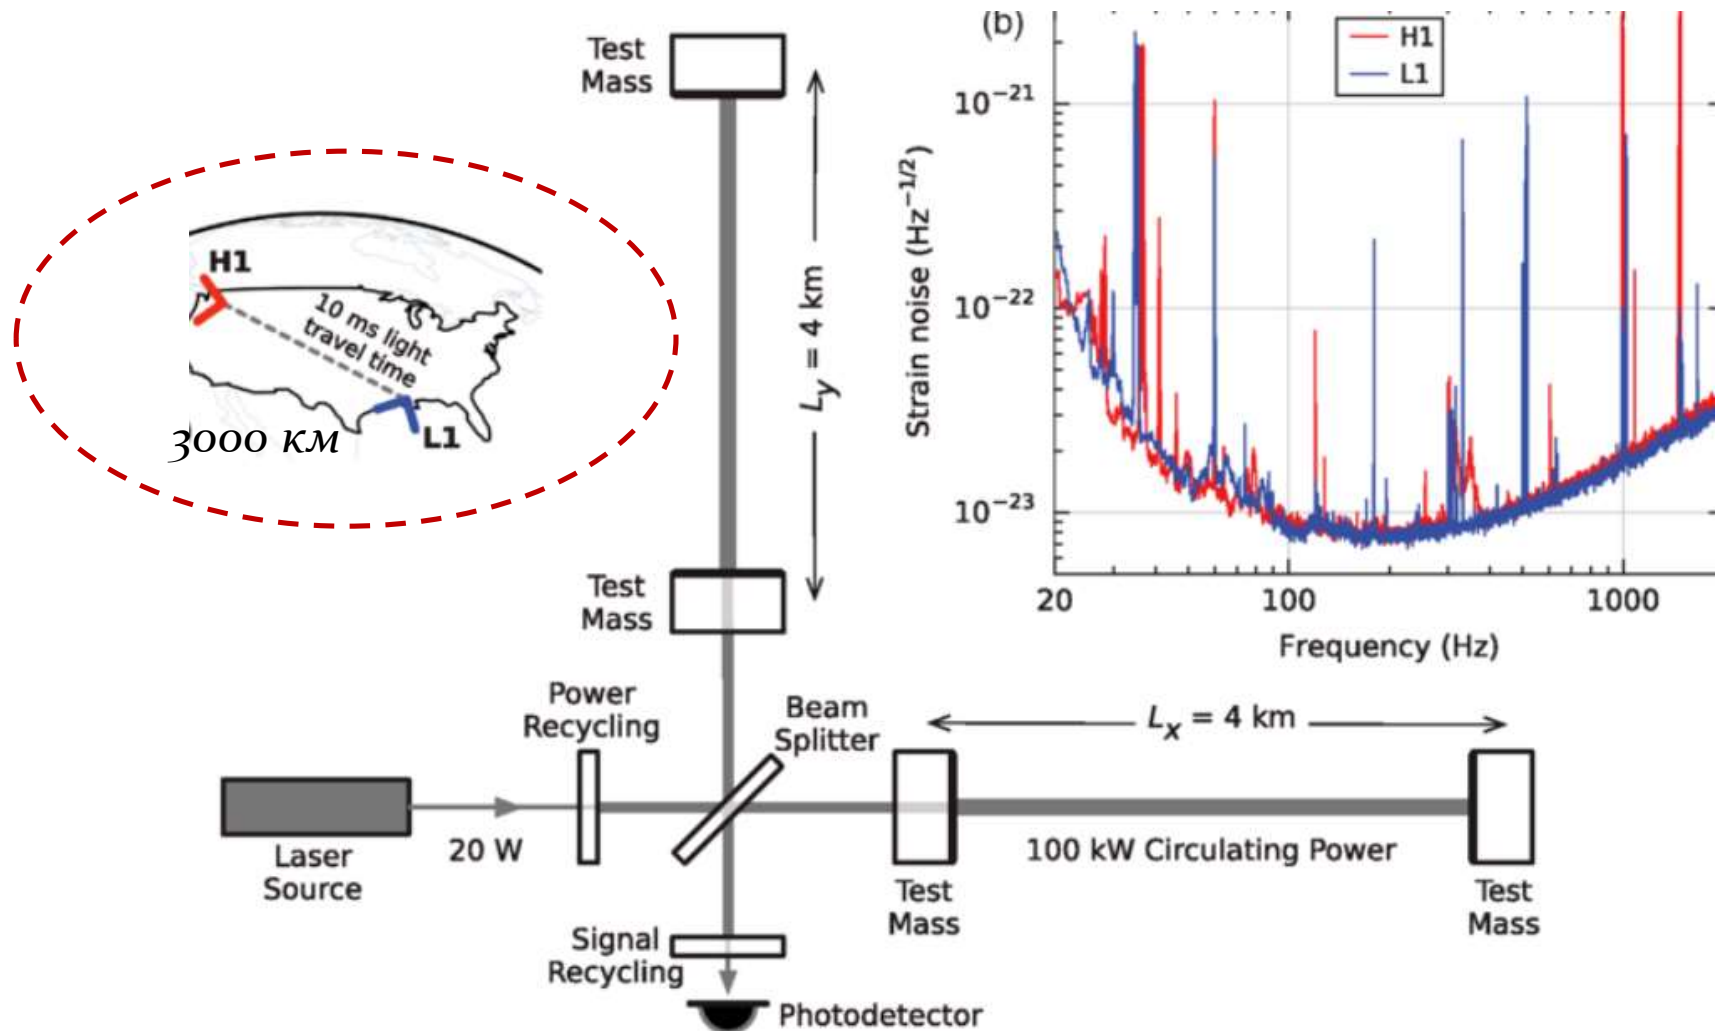 Test
Mass
(b)
H1
L1
10⁻²¹
10⁻²²
10⁻²³
Strain noise (Hz⁻¹/²)
20
100
1000
Frequency (Hz)
H1
10 ms light
travel time
L1
3000 км
Ly = 4 km
Test
Mass
Power
Recycling
Beam
Splitter
Lx = 4 km
Laser
Source
20 W
100 kW Circulating Power
Test
Mass
Test
Mass
Signal
Recycling
Photodetector